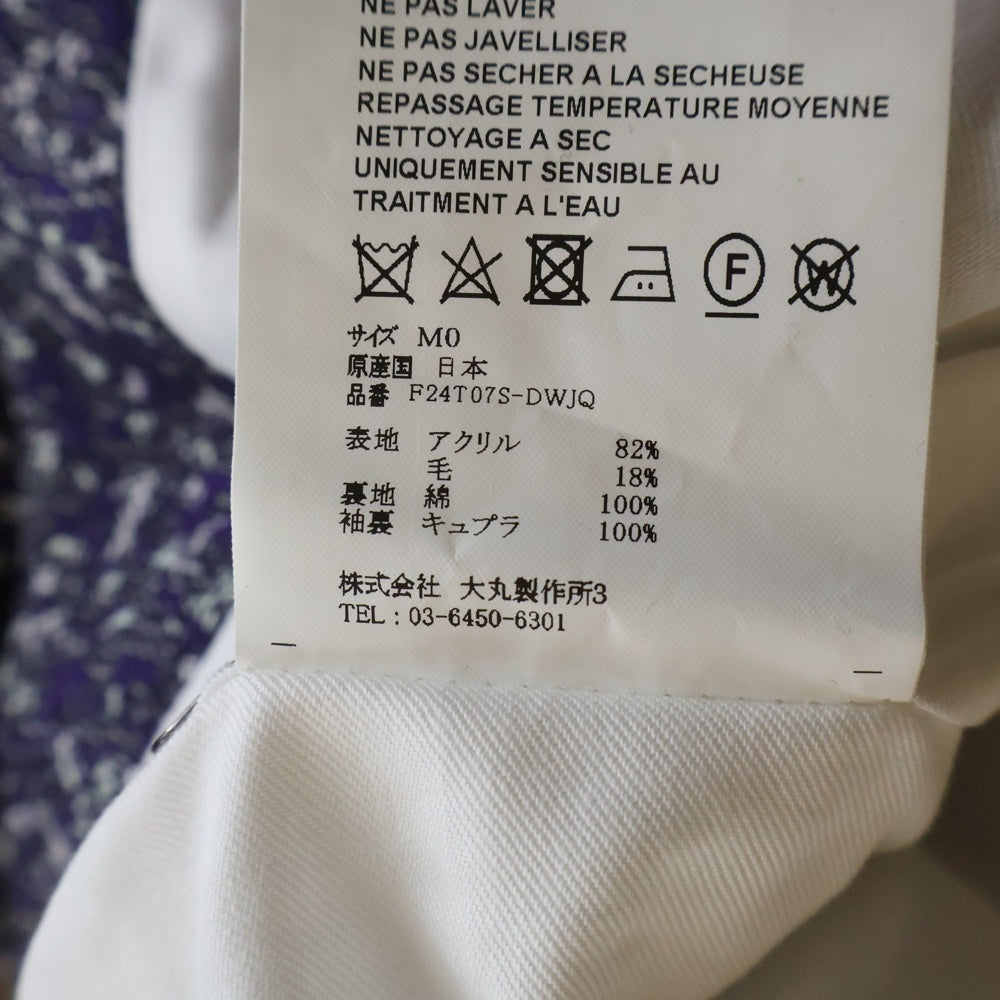 NE PAS LAVER
NE PAS JAVELLISER
NE PAS SECHER A LA SECHEUSE
REPASSAGE TEMPERATURE MOYENNE
NETTOYAGE A SEC
UNIQUEMENT SENSIBLE AU
TRAITMENT A L'EAU
F W
サイズ M0
原産国 日本
品番 F24T07S-DWJQ
表地 アクリル 82%
毛 18%
裏地 綿 100%
袖裏 キュプラ 100%
株式会社 大丸製作所3
TEL : 03-6450-6301